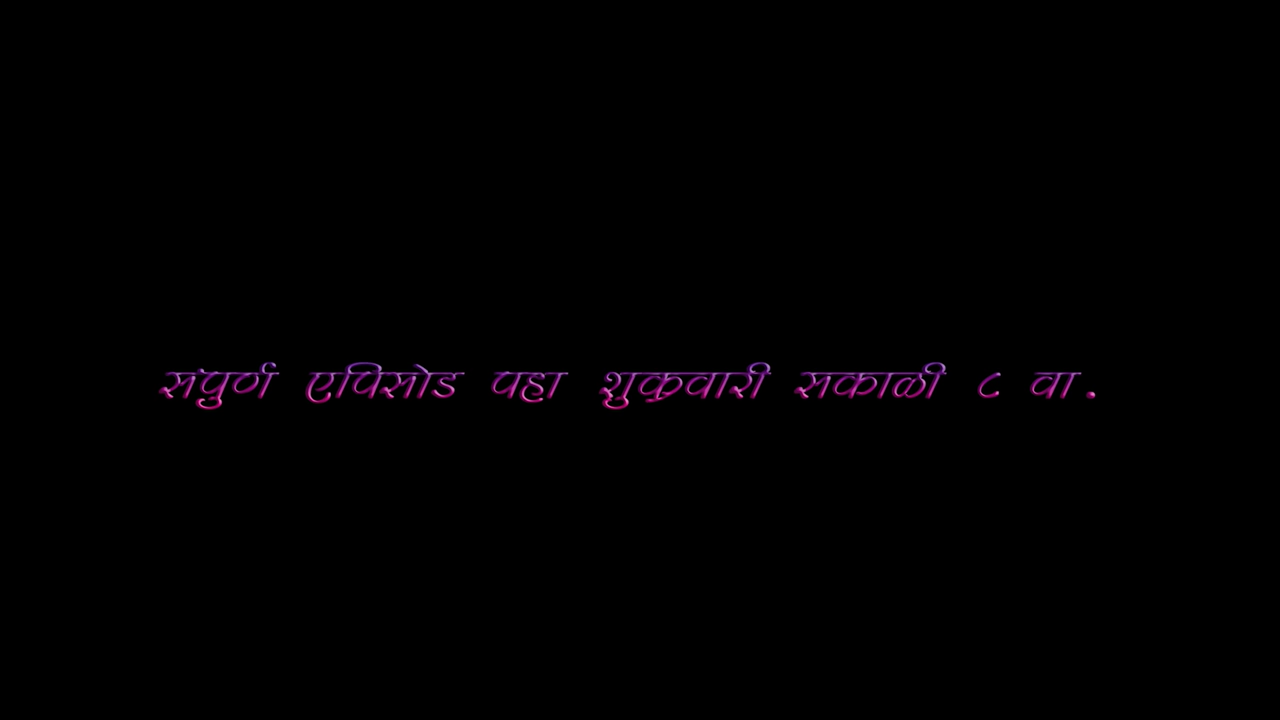 संपुर्ण एपिसोड पहा शुक्रवारी सकाळी ८ वा.